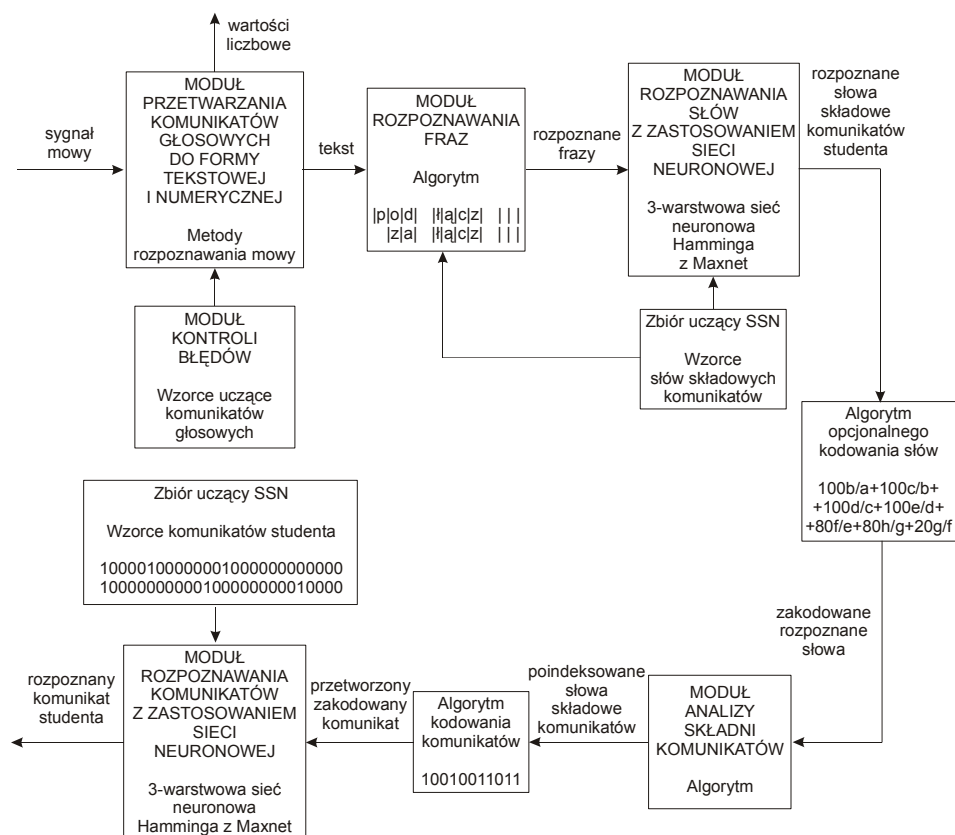 wartości
liczbowe
sygnał
mowy
MODUŁ
PRZETWARZANIA
KOMUNIKATÓW
GŁOSOWYCH
DO FORMY
TEKSTOWEJ
I NUMERYCZNEJ
Metody
rozpoznawania mowy
tekst
MODUŁ
ROZPOZNAWANIA
FRAZ
Algorytm
|p|o|d| |ł|ą|c|z| | | |
|z|a| |ł|ą|c|z| | | |
rozpoznane
frazy
MODUŁ
ROZPOZNAWANIA
SŁÓW
Z ZASTOSOWANIEM
SIECI
NEURONOWEJ
3-warstwowa sieć
neuronowa
Hamminga
z Maxnet
rozpoznane
słowa
składowe
komunikatów
studenta
MODUŁ
KONTROLI
BŁĘDÓW
Wzorce uczące
komunikatów
głosowych
Zbiór uczący SSN
Wzorce
słów składowych
komunikatów
Algorytm
opcjonalnego
kodowania słów
100b/a+100c/b+
+100d/c+100e/d+
+80f/e+80h/g+20g/f
Zbiór uczący SSN
Wzorce komunikatów studenta
10000100000001000000000000
10000000000100000000010000
zakodowane
rozpoznane
słowa
rozpoznany
komunikat
studenta
MODUŁ
ROZPOZNAWANIA
KOMUNIKATÓW
Z ZASTOSOWANIEM
SIECI
NEURONOWEJ
3-warstwowa sieć
neuronowa
Hamminga z Maxnet
przetworzony
zakodowany
komunikat
Algorytm
kodowania
komunikatów
10010011011
poindeksowane
słowa
składowe
komunikatów
MODUŁ
ANALIZY
SKŁADNI
KOMUNIKATÓW
Algorytm